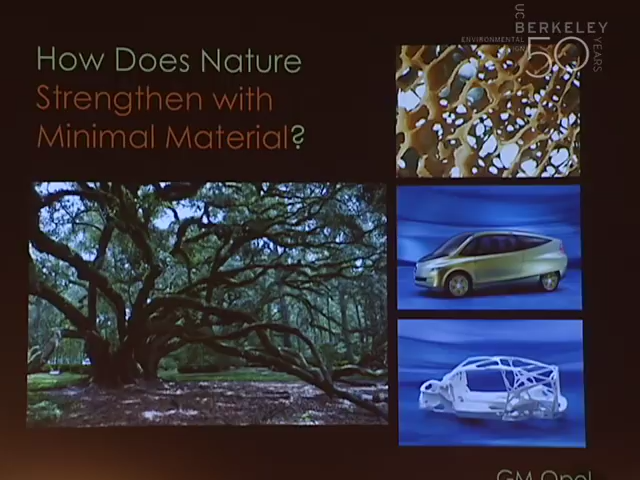 How Does Nature
Strengthen with
Minimal Material?
UC
BERKELEY
ENVIRONMENTAL
50
YEARS
GM Opel